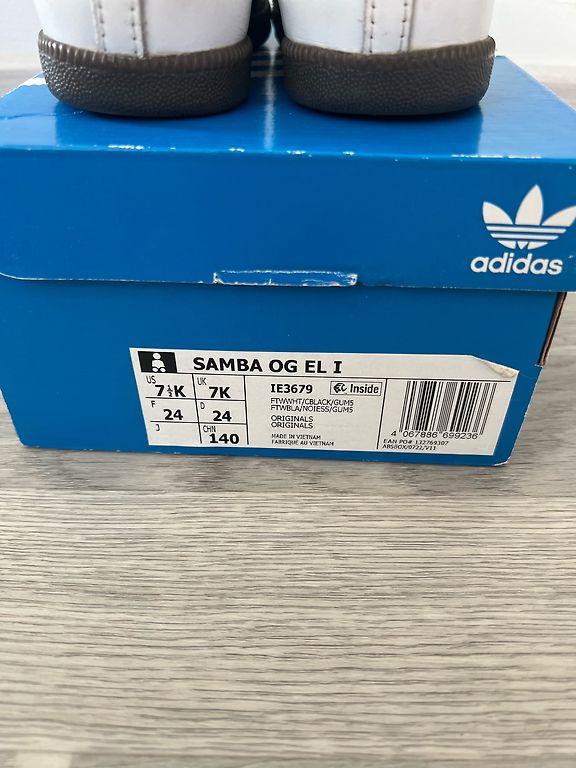 adidas
SAMBA OG EL I
US 7½K
UK 7K
F 24
D 24
J
CHN 140
IE3679
Inside
FTWWHT/CBLACK/GUM5
FTWBLA/NOIESS/GUM5
ORIGINALS
ORIGINALS
MADE IN VIETNAM
FABRIQUÉ AU VIETNAM
4 067886 699236
EAN PO# 132769307
ABSBOX/0722/V11